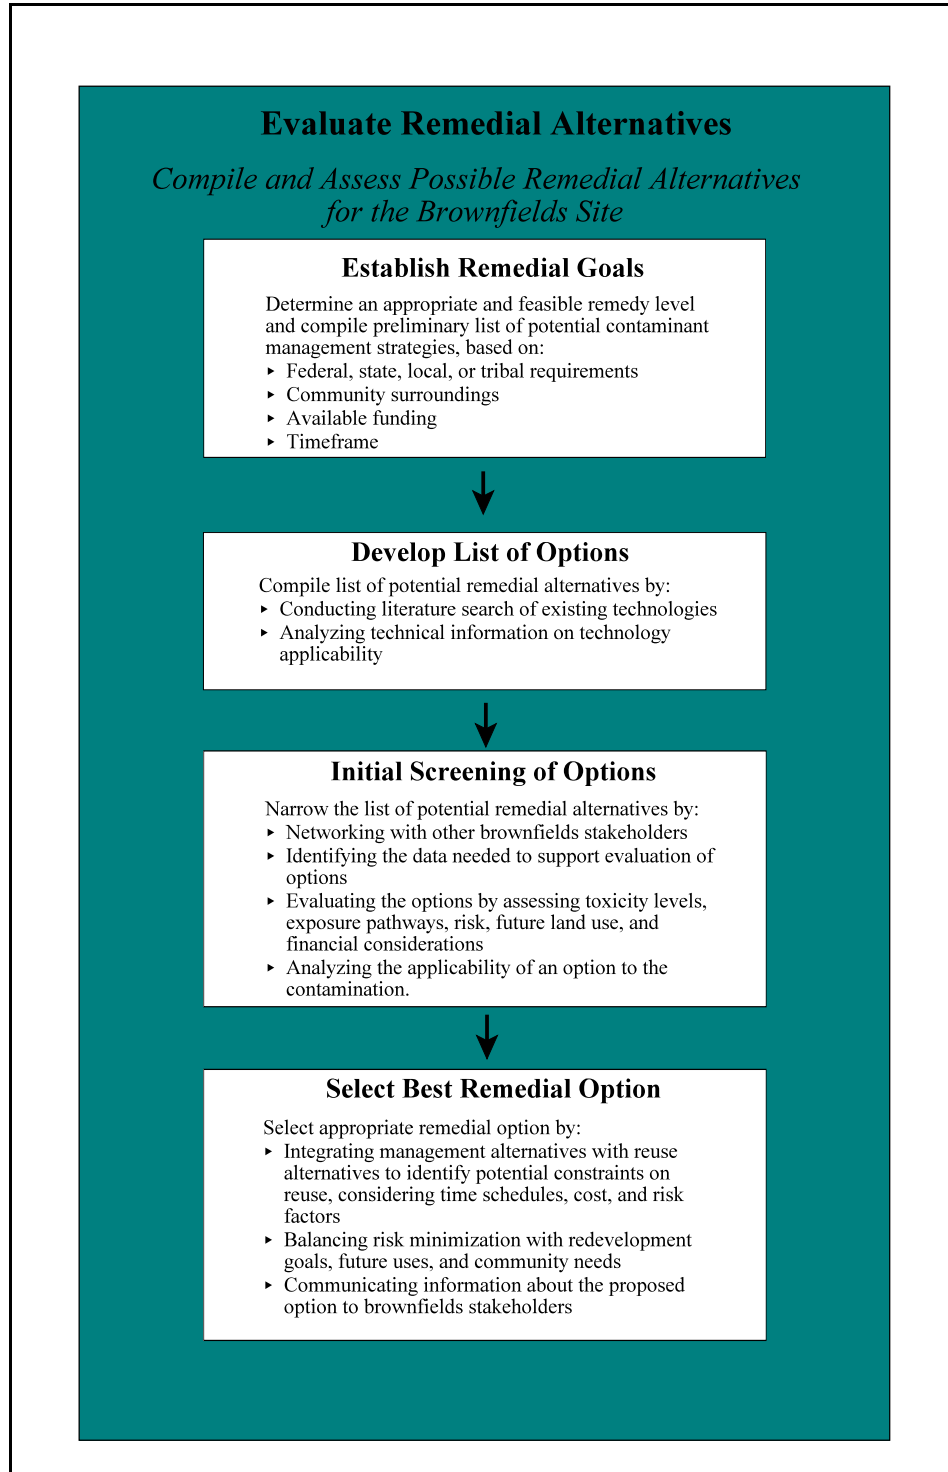 Evaluate Remedial Alternatives
Compile and Assess Possible Remedial Alternatives
for the Brownfields Site
Establish Remedial Goals
Determine an appropriate and feasible remedy level
and compile preliminary list of potential contaminant
management strategies, based on:
‣ Federal, state, local, or tribal requirements
‣ Community surroundings
‣ Available funding
‣ Timeframe
Develop List of Options
Compile list of potential remedial alternatives by:
‣ Conducting literature search of existing technologies
‣ Analyzing technical information on technology
applicability
Initial Screening of Options
Narrow the list of potential remedial alternatives by:
‣ Networking with other brownfields stakeholders
‣ Identifying the data needed to support evaluation of
options
‣ Evaluating the options by assessing toxicity levels,
exposure pathways, risk, future land use, and
financial considerations
‣ Analyzing the applicability of an option to the
contamination.
Select Best Remedial Option
Select appropriate remedial option by:
‣ Integrating management alternatives with reuse
alternatives to identify potential constraints on
reuse, considering time schedules, cost, and risk
factors
‣ Balancing risk minimization with redevelopment
goals, future uses, and community needs
‣ Communicating information about the proposed
option to brownfields stakeholders